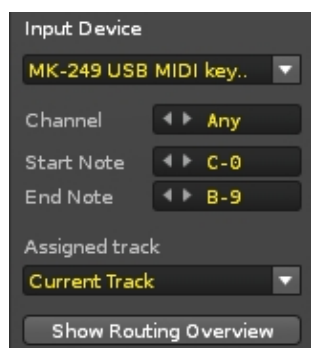 Input Device
MK-249 USB MIDI key..
Channel Any
Start Note C-0
End Note B-9
Assigned track
Current Track
Show Routing Overview